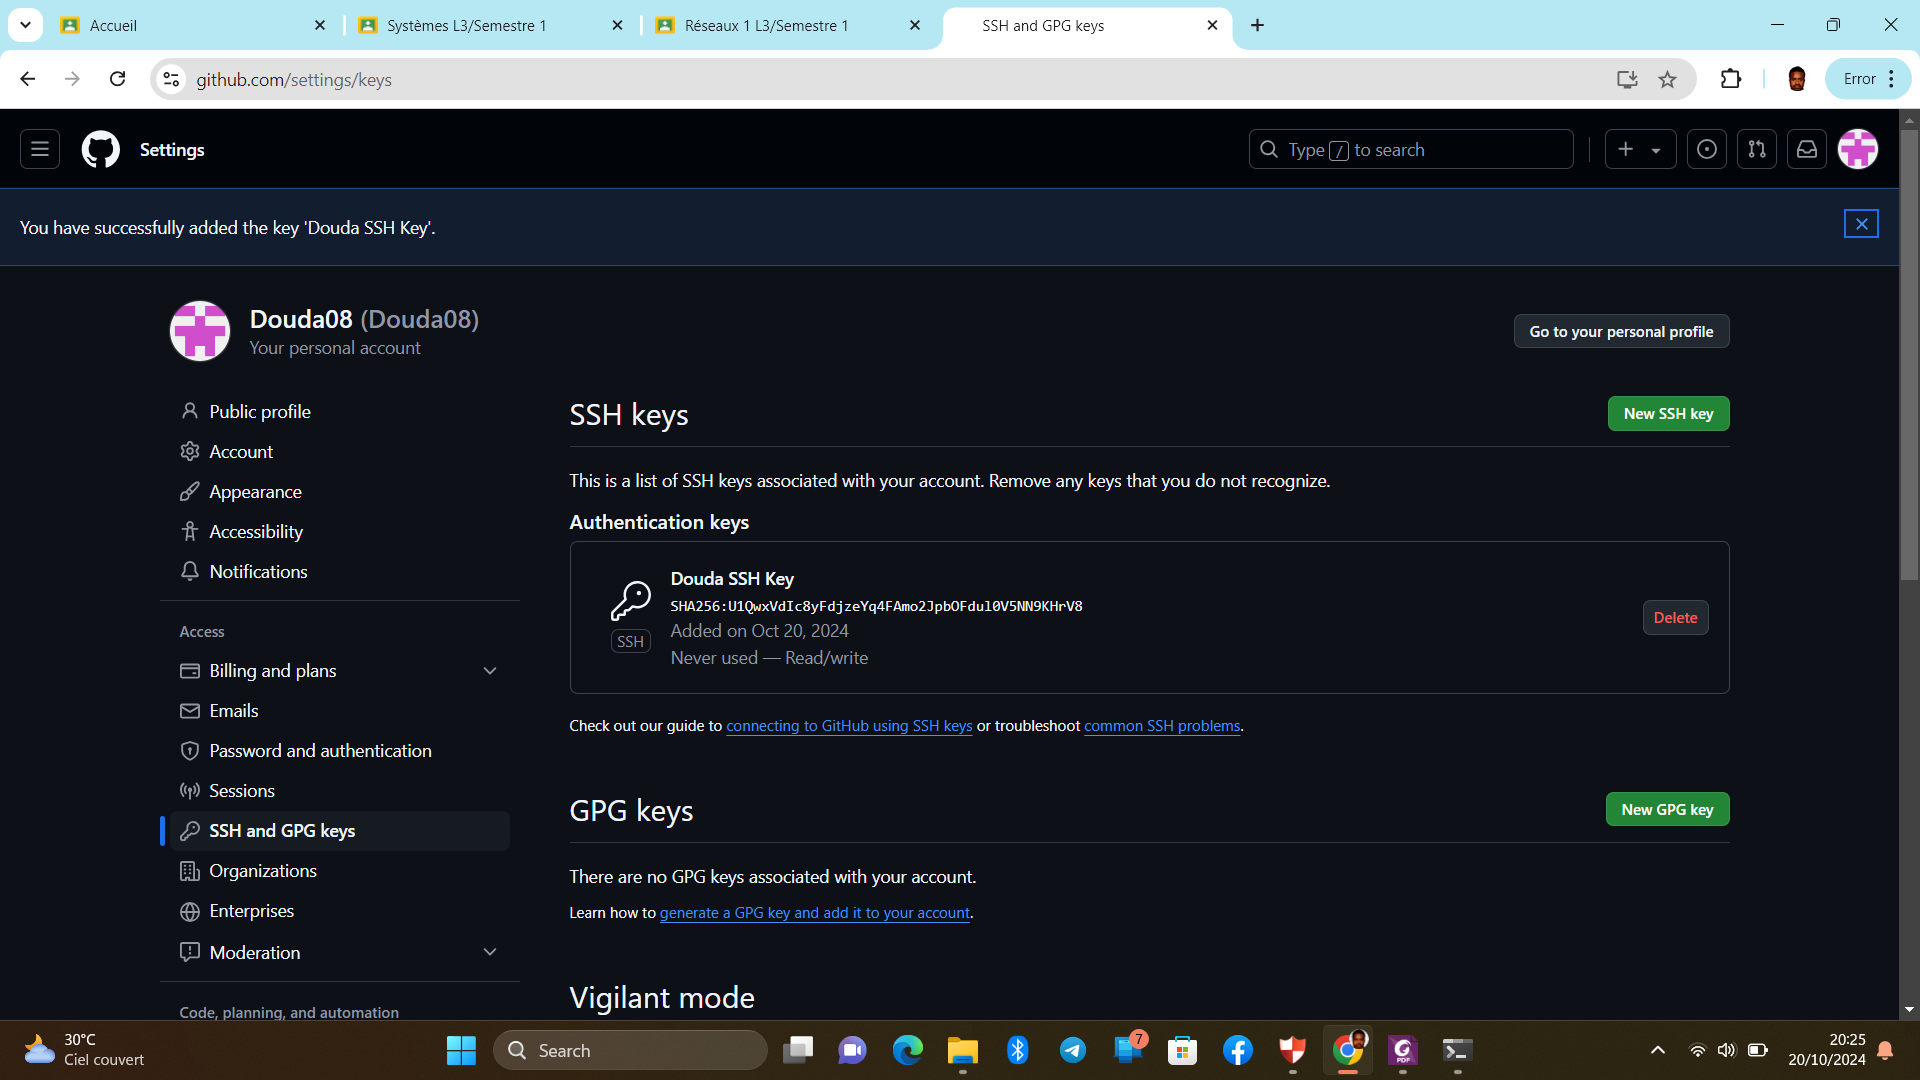 Accueil
Systèmes L3/Semestre 1
Réseaux 1 L3/Semestre 1
SSH and GPG keys
github.com/settings/keys
Error
Settings
Type / to search
You have successfully added the key 'Douda SSH Key'.
Douda08 (Douda08)
Your personal account
Go to your personal profile
Public profile
Account
Appearance
Accessibility
Notifications
Access
Billing and plans
Emails
Password and authentication
Sessions
SSH and GPG keys
Organizations
Enterprises
Moderation
Code, planning, and automation
SSH keys
New SSH key
This is a list of SSH keys associated with your account. Remove any keys that you do not recognize.
Authentication keys
Douda SSH Key
SHA256:U1QwxVdIc8yFdjzeYq4FAmo2JpbOFdul0V5NN9KHrV8
Added on Oct 20, 2024
Never used — Read/write
SSH
Delete
Check out our guide to connecting to GitHub using SSH keys or troubleshoot common SSH problems.
GPG keys
New GPG key
There are no GPG keys associated with your account.
Learn how to generate a GPG key and add it to your account.
Vigilant mode
30°C
Ciel couvert
Search
7
PDF
20:25
20/10/2024